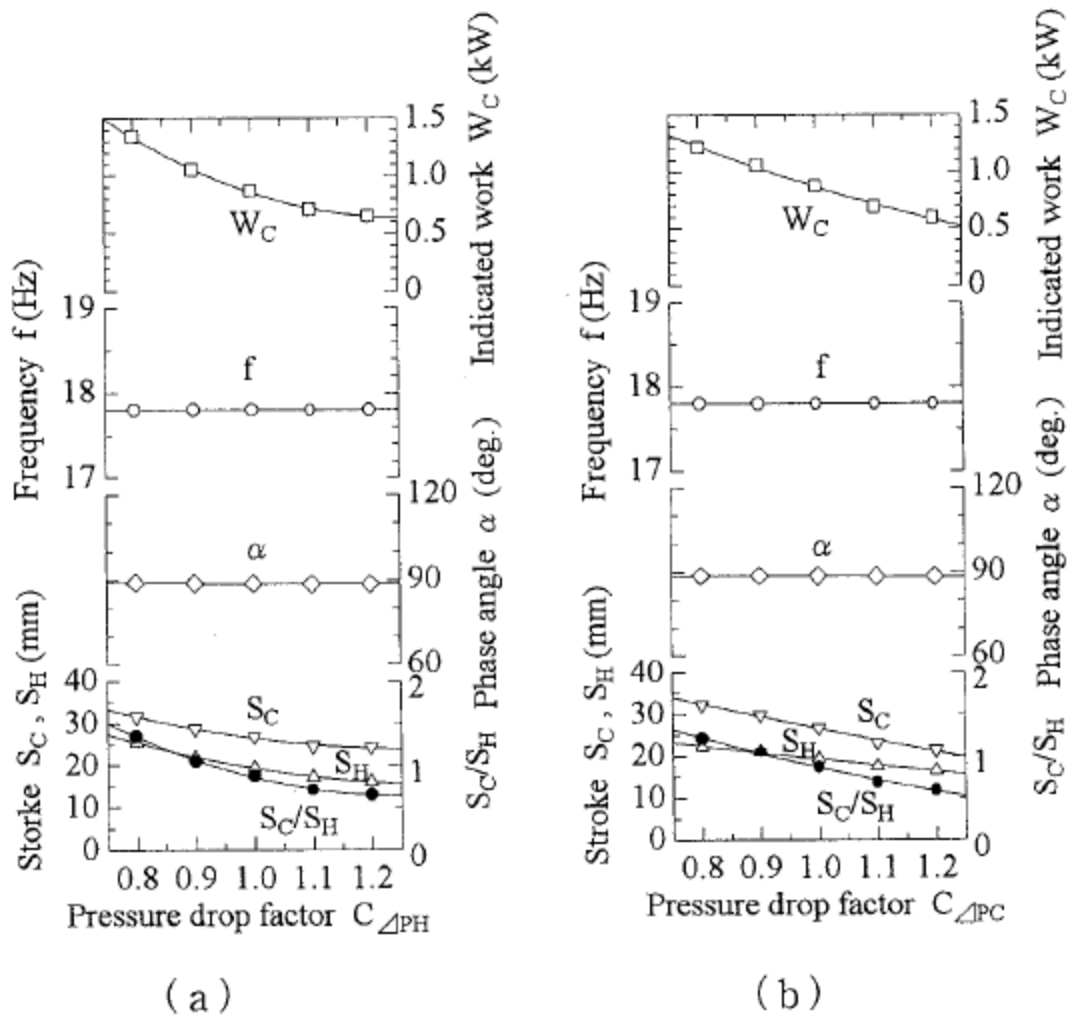 Indicated work W_C (kW)
1.5
1.0
0.5
0
W_C
Frequency f (Hz)
19
18
17
f
S_C/S_H Phase angle α (deg.)
120
90
60
α
Storke S_C, S_H (mm)
40
30
20
10
0
2
1
0
S_C
S_H
S_C/S_H
0.8 0.9 1.0 1.1 1.2
Pressure drop factor C_⊿PH
(a)
Indicated work W_C (kW)
1.5
1.0
0.5
0
W_C
Frequency f (Hz)
19
18
17
f
S_C/S_H Phase angle α (deg.)
120
90
60
α
Stroke S_C, S_H (mm)
40
30
20
10
0
2
1
0
S_C
S_H
S_C/S_H
0.8 0.9 1.0 1.1 1.2
Pressure drop factor C_⊿PC
(b)